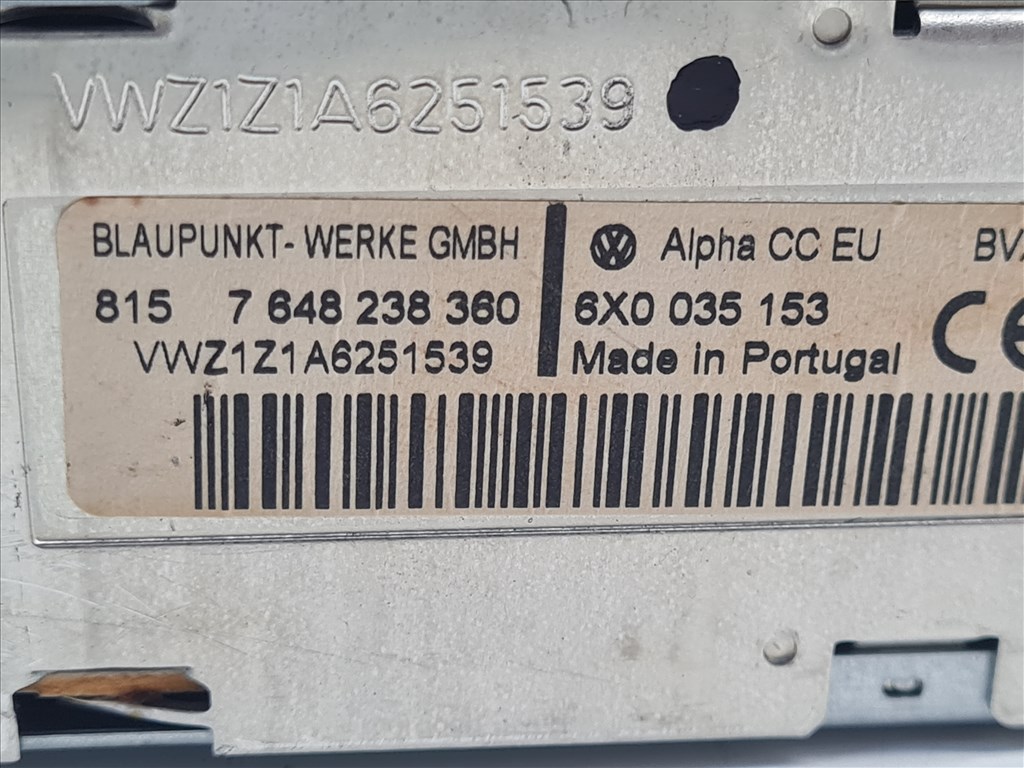 VWZ1Z1A6251539
BLAUPUNKT-WERKE GMBH
815 7 648 238 360
VWZ1Z1A6251539
Alpha CC EU
6X0 035 153
Made in Portugal
CE